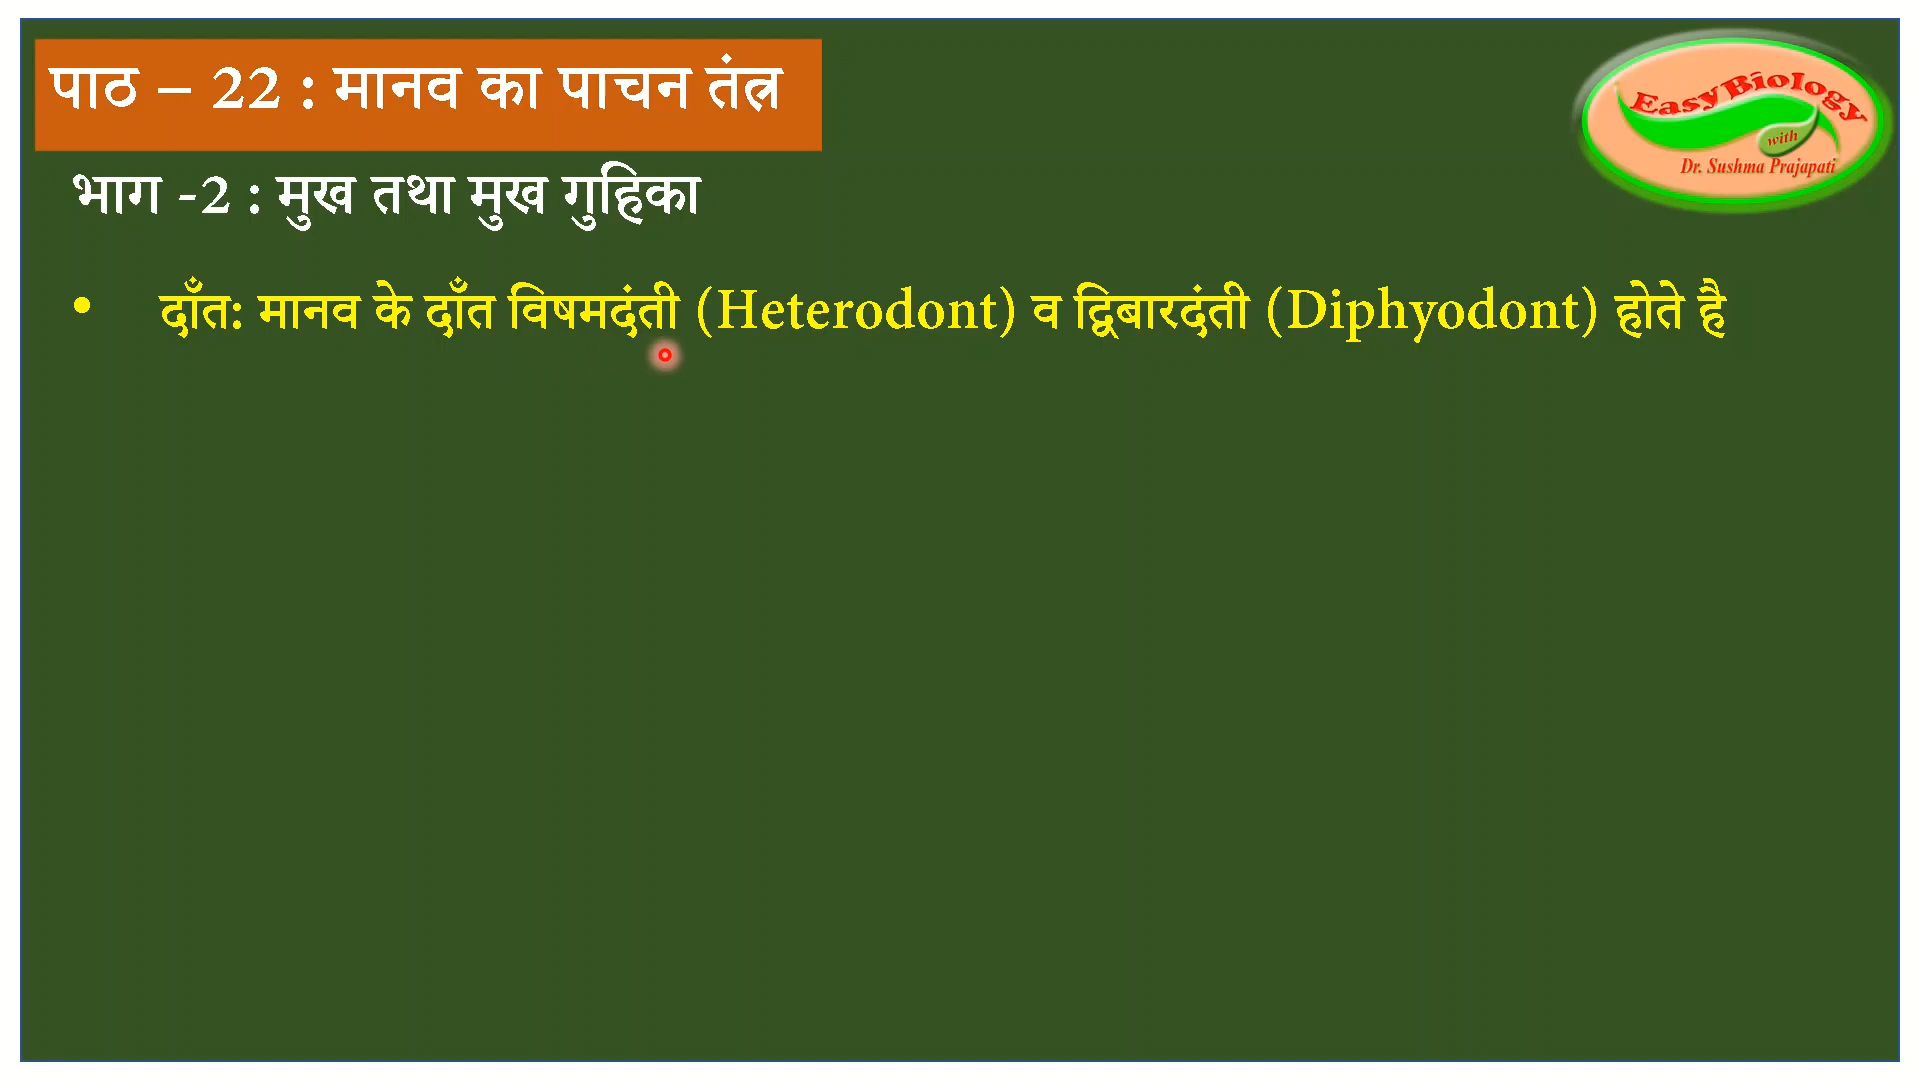 पाठ – 22 : मानव का पाचन तंत्र
EasyBiology
with
Dr. Sushma Prajapati
भाग -2 : मुख तथा मुख गुहिका
• दाँत: मानव के दाँत विषमदंती (Heterodont) व द्विबारदंती (Diphyodont) होते है